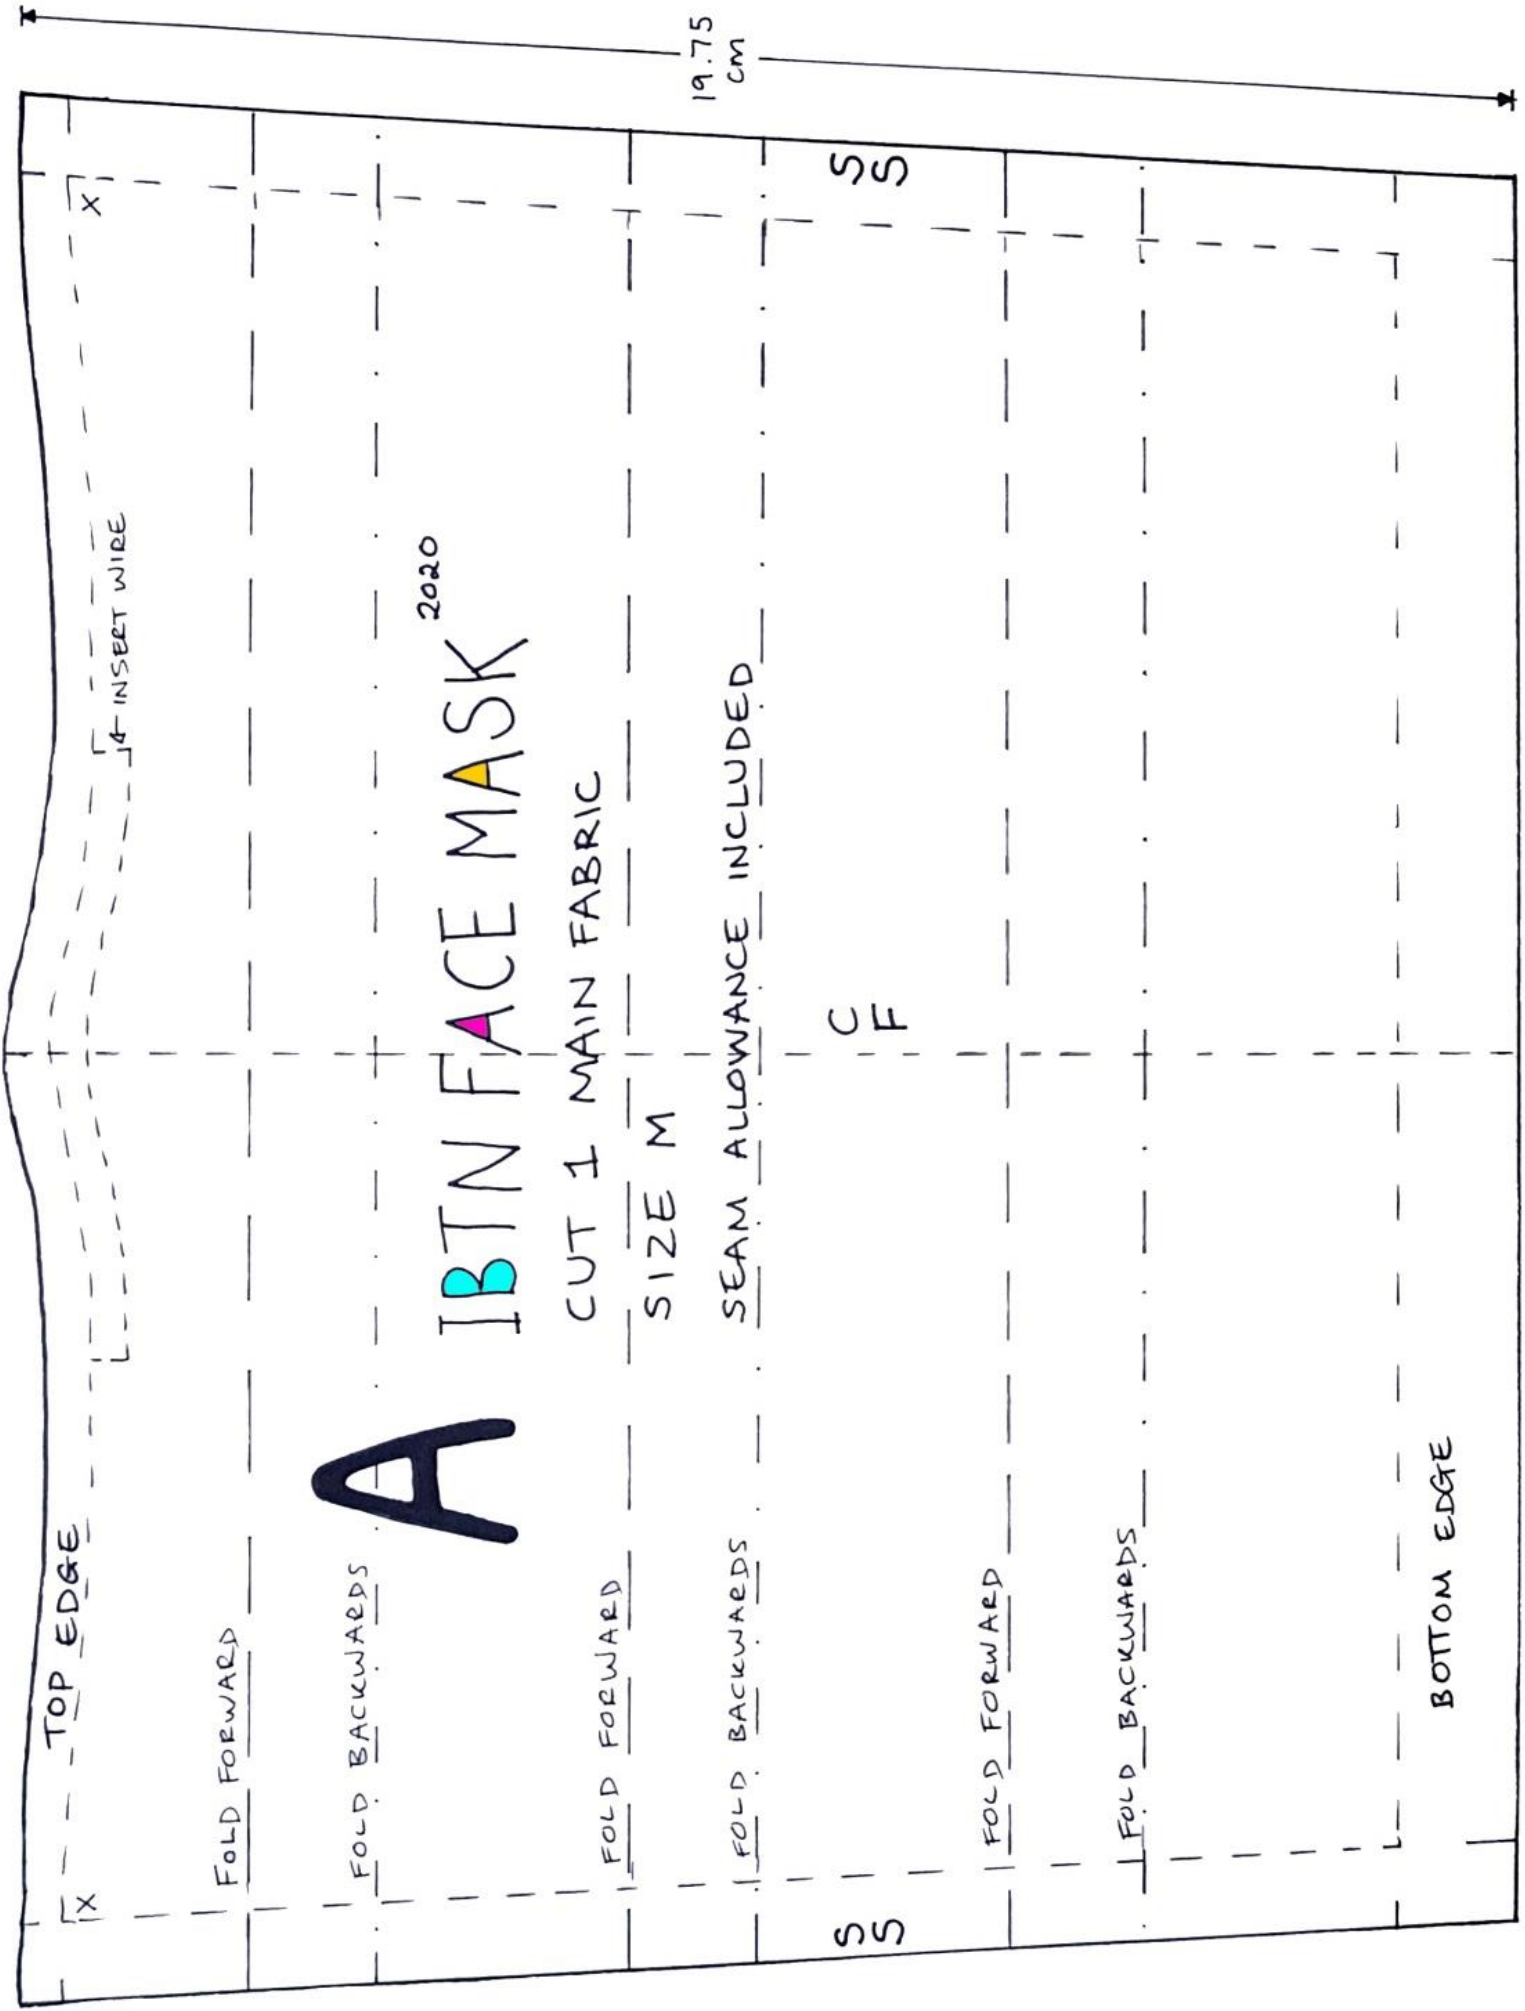 TOP EDGE
X
X
INSERT WIRE
FOLD FORWARD
FOLD BACKWARDS
A
IBTN FACE MASK 2020
CUT 1 MAIN FABRIC
FOLD FORWARD
SIZE M
SEAM ALLOWANCE INCLUDED
FOLD BACKWARDS
SS
CF
SS
FOLD FORWARD
FOLD BACKWARDS
BOTTOM EDGE
19.75
cm